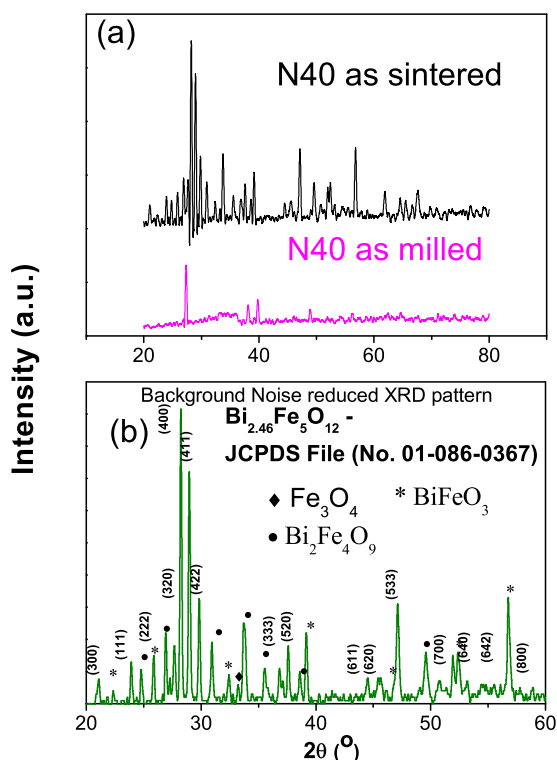 (a)
N40 as sintered
N40 as milled
20 40 60 80
Intensity (a.u.)
Background Noise reduced XRD pattern
(b)
Bi2.46Fe5O12 -
JCPDS File (No. 01-086-0367)
♦ Fe3O4 * BiFeO3
• Bi2Fe4O9
(300)
*
(111)
(222)
•
*
(320)
•
(400)
(411)
(422)
•
*
♦
•
(333)
•
(520)
•
*
(611)
(620)
*
(533)
•
(700)
(640)
(642)
*
(800)
20 30 40 50 60
2θ (°)